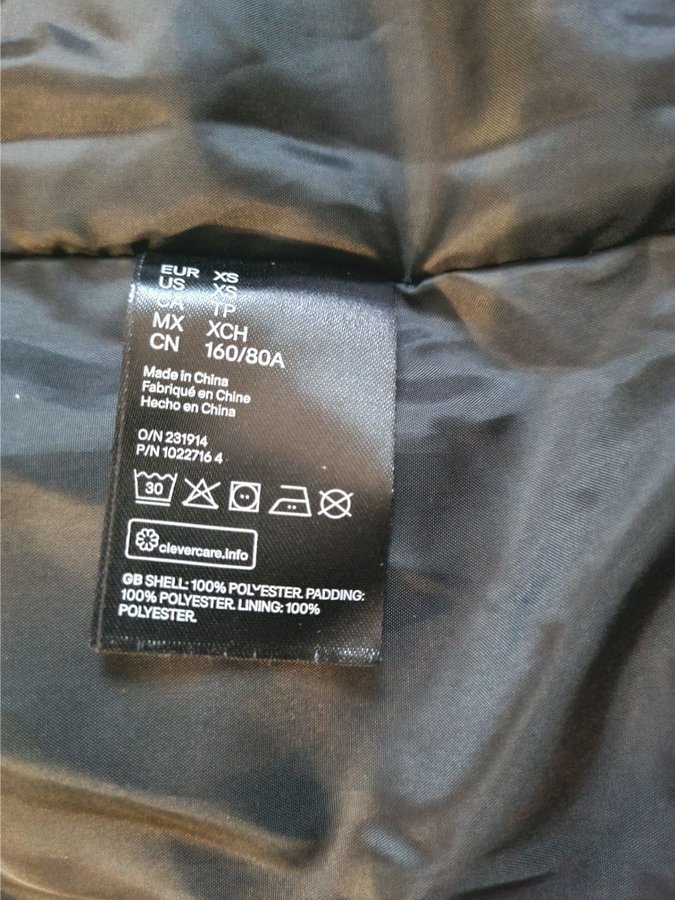 EUR XS
US XS
CA TP
MX XCH
CN 160/80A
Made in China
Fabriqué en Chine
Hecho en China
O/N 231914
P/N 1022716 4
30
clevercare.info
GB SHELL: 100% POLYESTER. PADDING:
100% POLYESTER. LINING: 100%
POLYESTER.